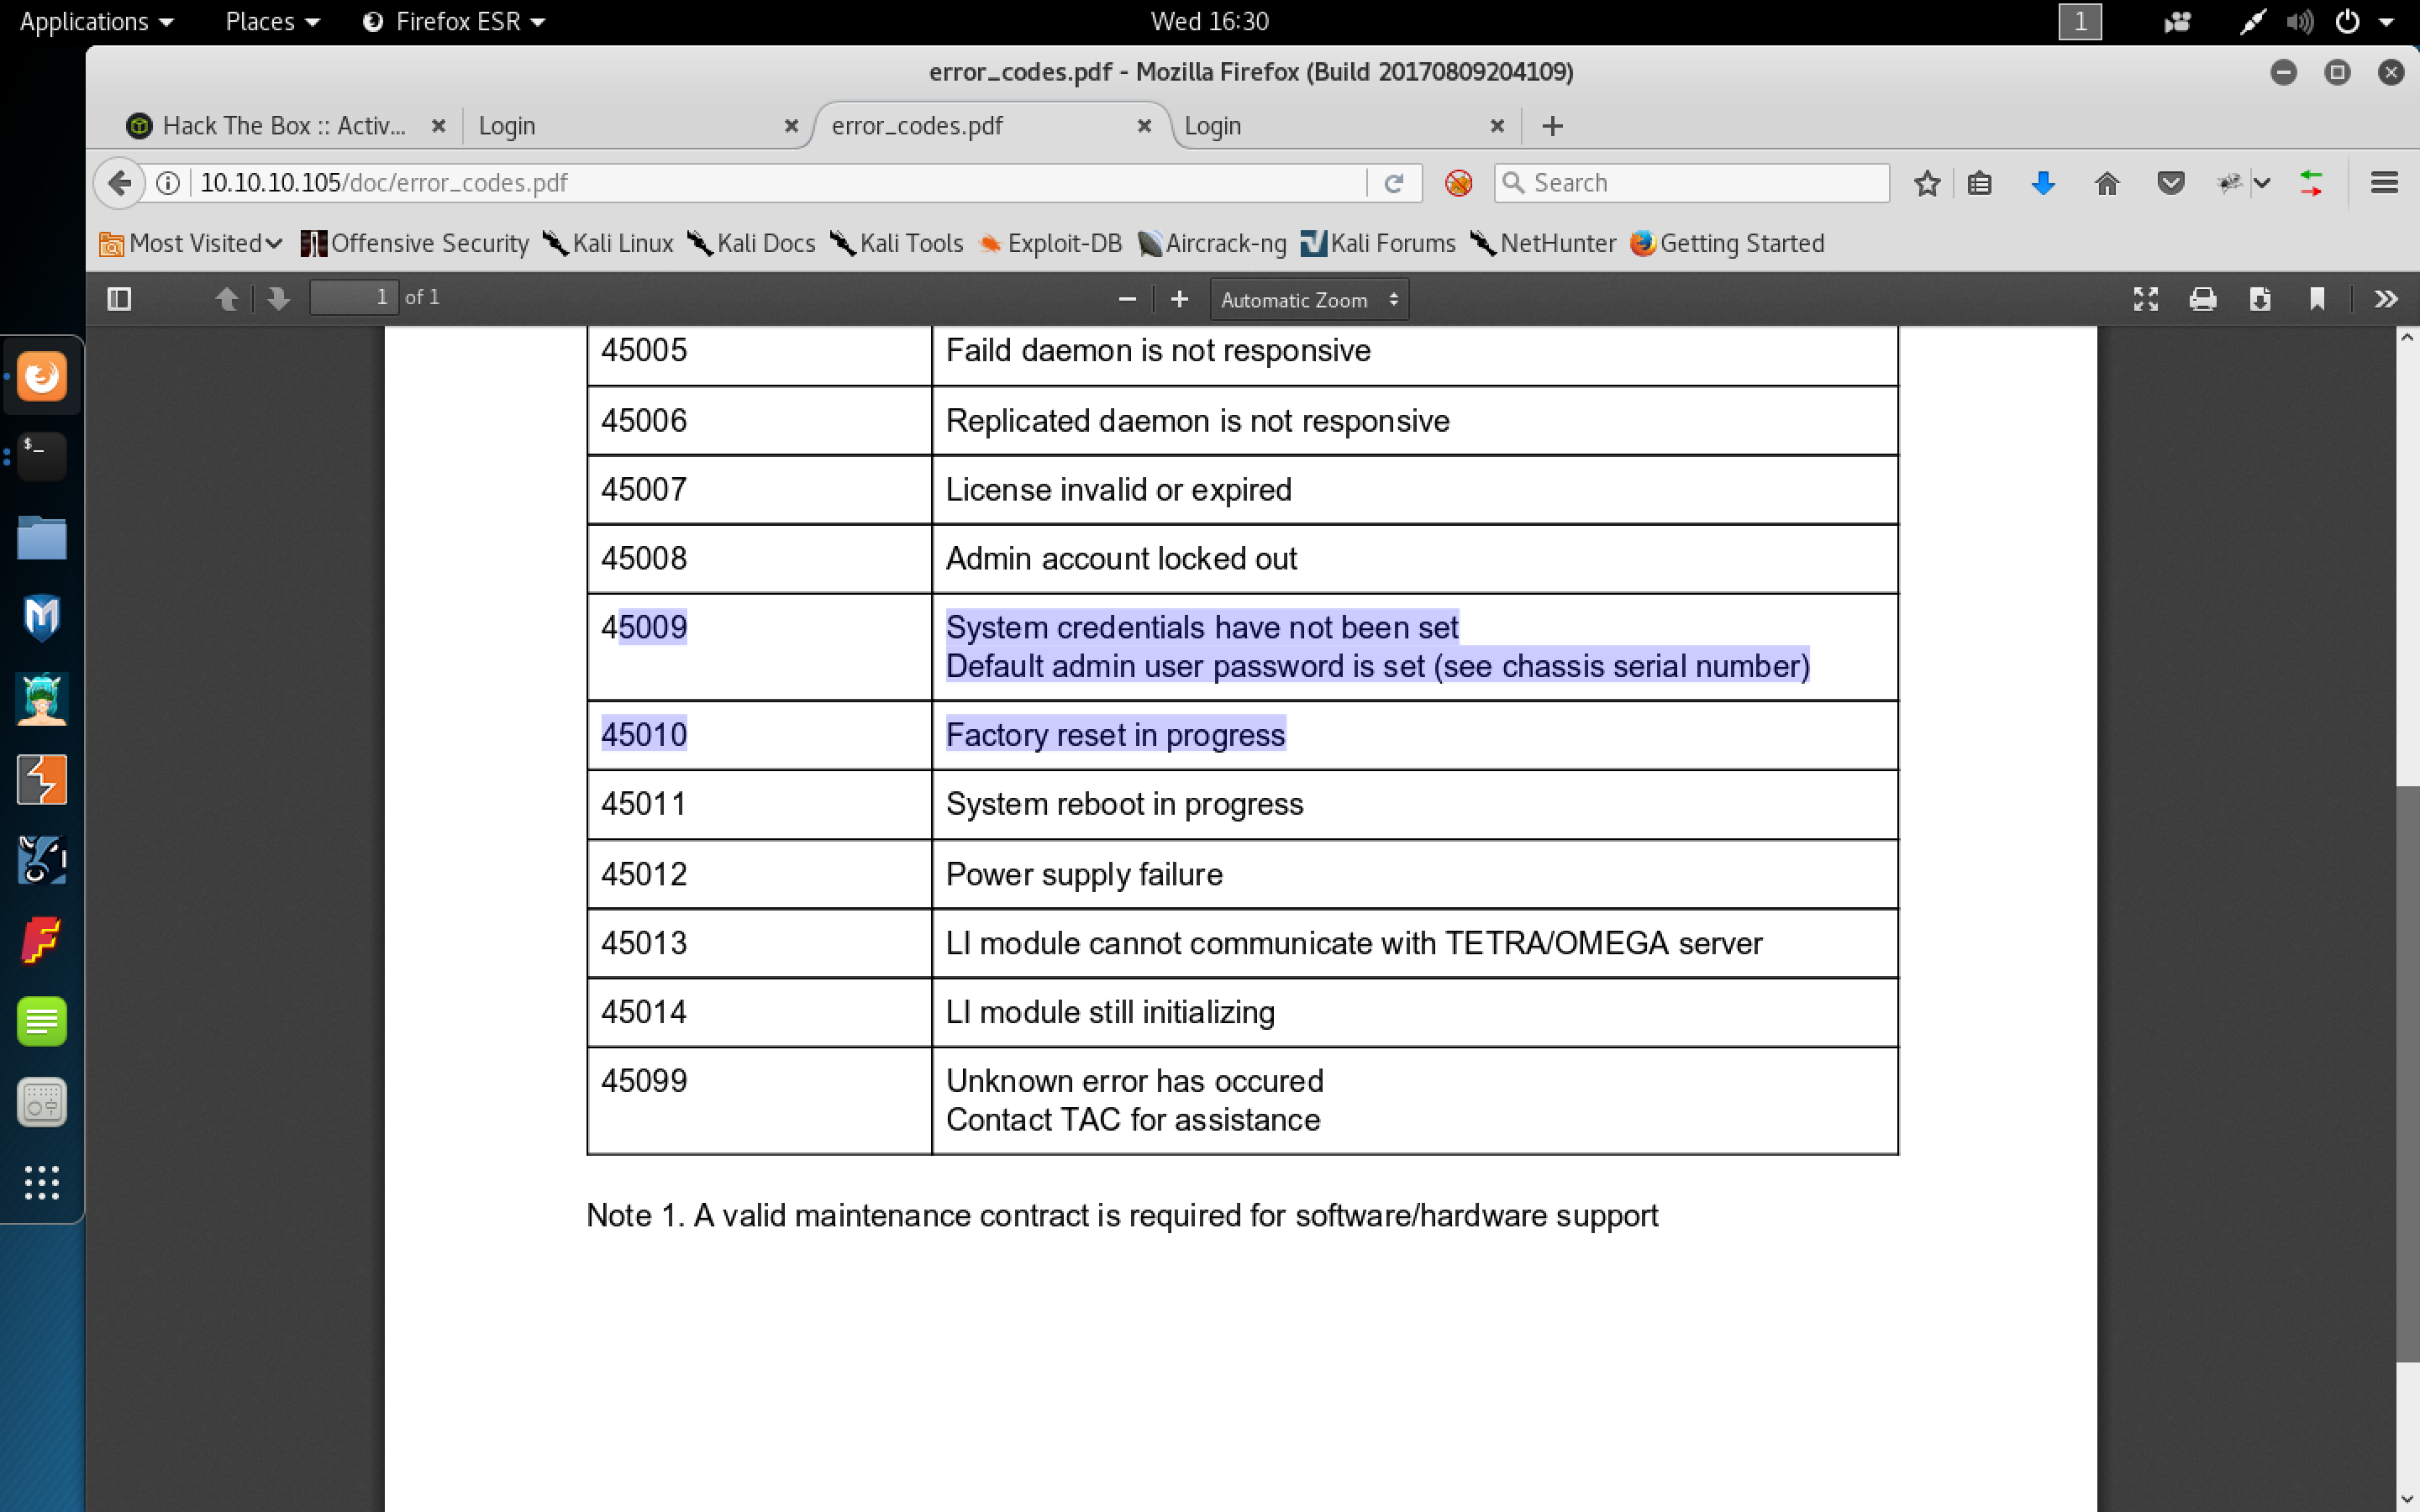 Applications Places Firefox ESR Wed 16:30 1
error_codes.pdf - Mozilla Firefox (Build 20170809204109)
Hack The Box :: Activ... Login error_codes.pdf Login
10.10.10.105/doc/error_codes.pdf Search
Most Visited Offensive Security Kali Linux Kali Docs Kali Tools Exploit-DB Aircrack-ng Kali Forums NetHunter Getting Started
1 of 1 Automatic Zoom
45005 Faild daemon is not responsive
45006 Replicated daemon is not responsive
45007 License invalid or expired
45008 Admin account locked out
45009 System credentials have not been set
Default admin user password is set (see chassis serial number)
45010 Factory reset in progress
45011 System reboot in progress
45012 Power supply failure
45013 LI module cannot communicate with TETRA/OMEGA server
45014 LI module still initializing
45099 Unknown error has occured
Contact TAC for assistance
Note 1. A valid maintenance contract is required for software/hardware support